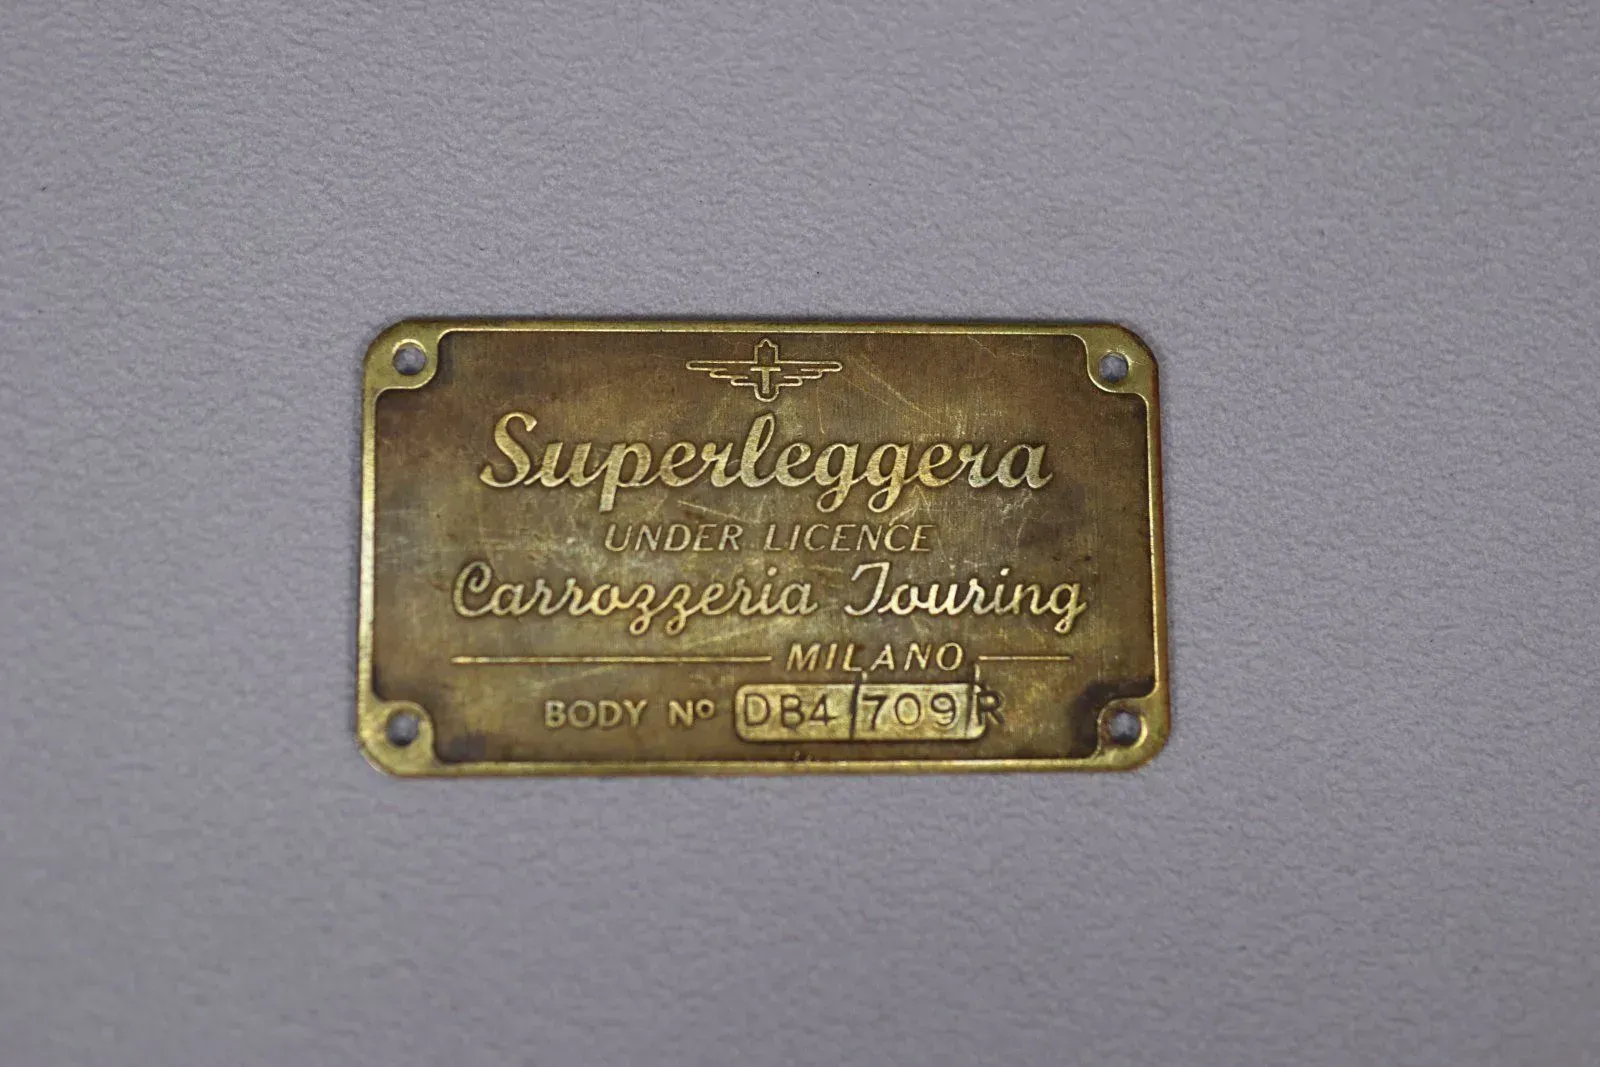 T
Superleggera
UNDER LICENCE
Carrozzeria Touring
MILANO
BODY Nº DB4/709/R